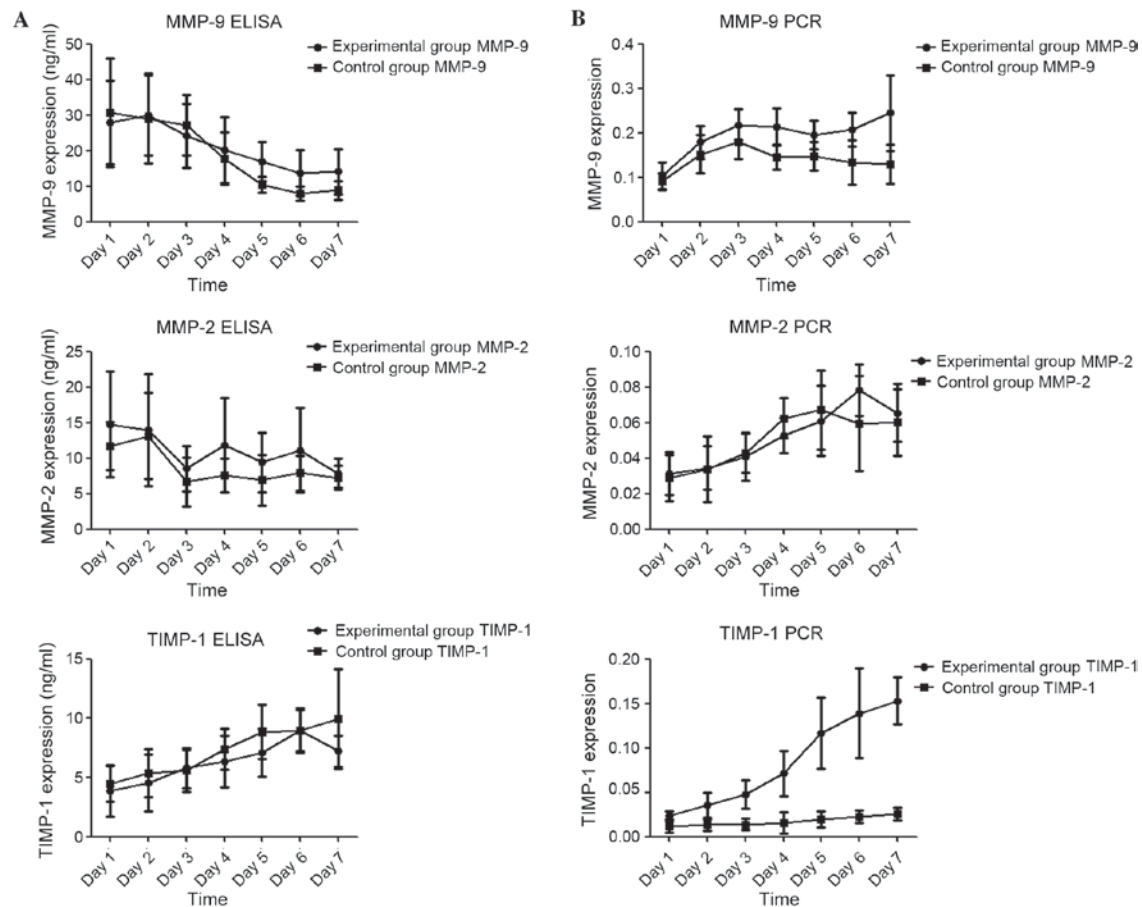 A
MMP-9 ELISA
Experimental group MMP-9
Control group MMP-9
MMP-9 expression (ng/ml)
50
40
30
20
10
0
Day 1
Day 2
Day 3
Day 4
Day 5
Day 6
Day 7
Time
B
MMP-9 PCR
Experimental group MMP-9
Control group MMP-9
MMP-9 expression
0.4
0.3
0.2
0.1
0.0
Day 1
Day 2
Day 3
Day 4
Day 5
Day 6
Day 7
Time
MMP-2 ELISA
Experimental group MMP-2
Control group MMP-2
MMP-2 expression (ng/ml)
25
20
15
10
5
0
Day 1
Day 2
Day 3
Day 4
Day 5
Day 6
Day 7
Time
MMP-2 PCR
Experimental group MMP-2
Control group MMP-2
MMP-2 expression
0.10
0.08
0.06
0.04
0.02
0.00
Day 1
Day 2
Day 3
Day 4
Day 5
Day 6
Day 7
Time
TIMP-1 ELISA
Experimental group TIMP-1
Control group TIMP-1
TIMP-1 expression (ng/ml)
15
10
5
0
Day 1
Day 2
Day 3
Day 4
Day 5
Day 6
Day 7
Time
TIMP-1 PCR
Experimental group TIMP-1
Control group TIMP-1
TIMP-1 expression
0.20
0.15
0.10
0.05
0.00
Day 1
Day 2
Day 3
Day 4
Day 5
Day 6
Day 7
Time